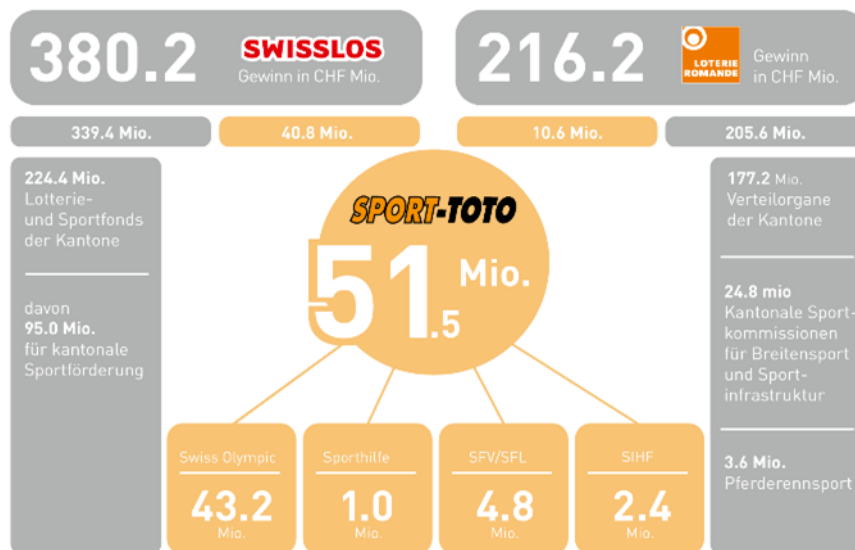 380.2
SWISSLOS
Gewinn in CHF Mio.
216.2
LOTERIE
ROMANDE
Gewinn
in CHF Mio.
339.4 Mio.
40.8 Mio.
10.6 Mio.
205.6 Mio.
224.4 Mio.
Lotterie-
und Sportfonds
der Kantone
davon
95.0 Mio.
für kantonale
Sportförderung
SPORT-TOTO
51.5 Mio.
177.2 Mio.
Verteilorgane
der Kantone
24.8 mio
Kantonale Sport-
kommissionen
für Breitensport
und Sport-
infrastruktur
3.6 Mio.
Pferderennsport
Swiss Olympic
43.2
Mio.
Sporthilfe
1.0
Mio.
SFV/SFL
4.8
Mio.
SIHF
2.4
Mio.